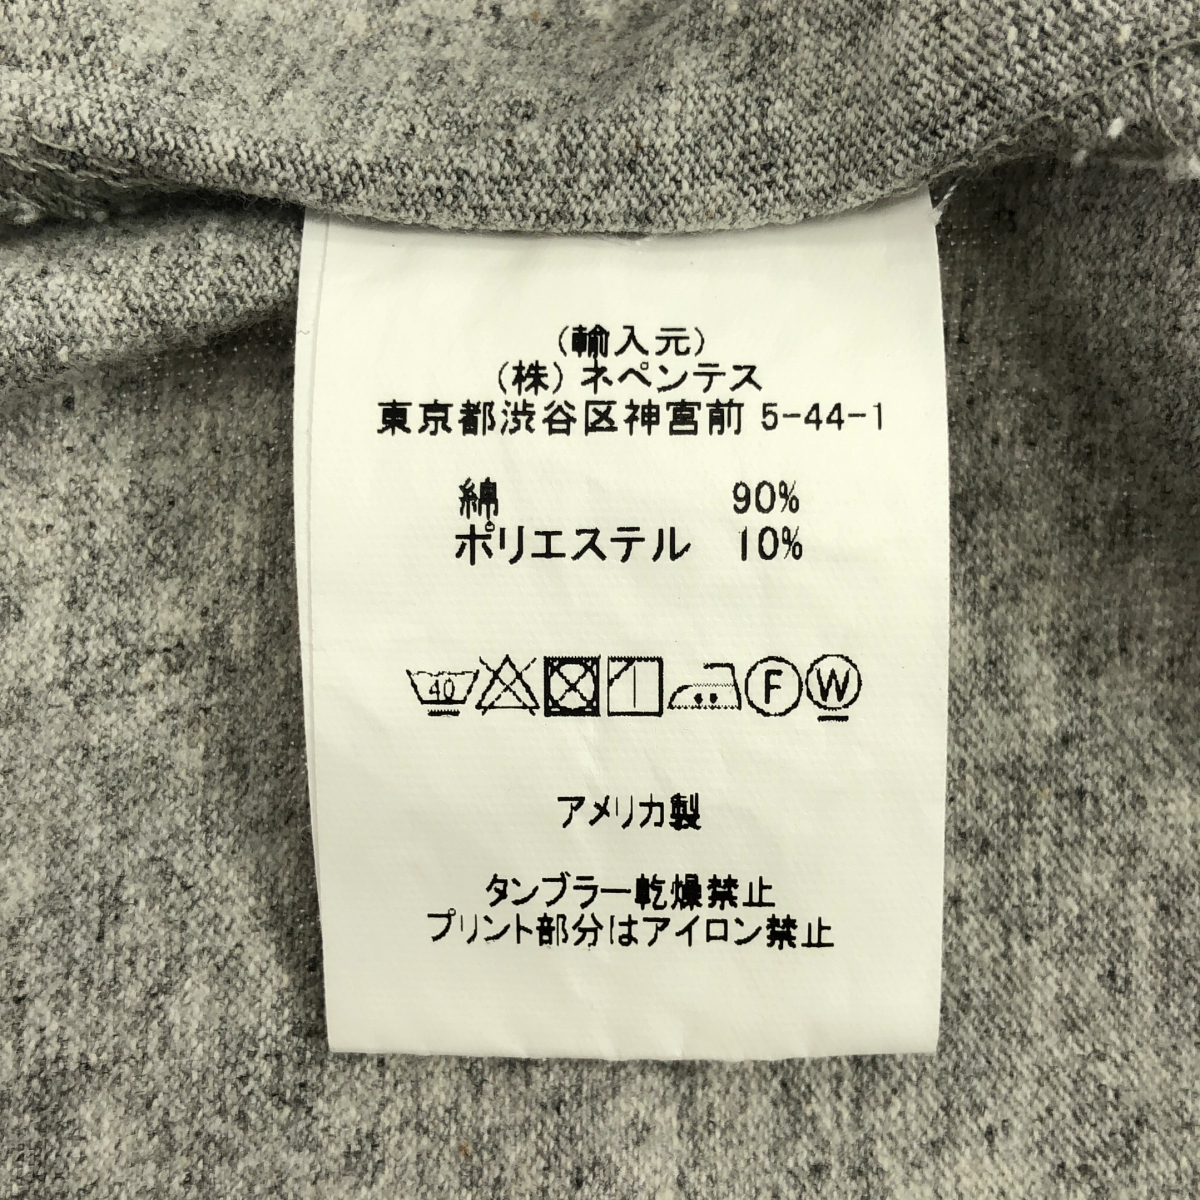 (輸入元)
(株)ネペンテス
東京都渋谷区神宮前 5-44-1
綿 90%
ポリエステル 10%
40 F W
アメリカ製
タンブラー乾燥禁止
プリント部分はアイロン禁止